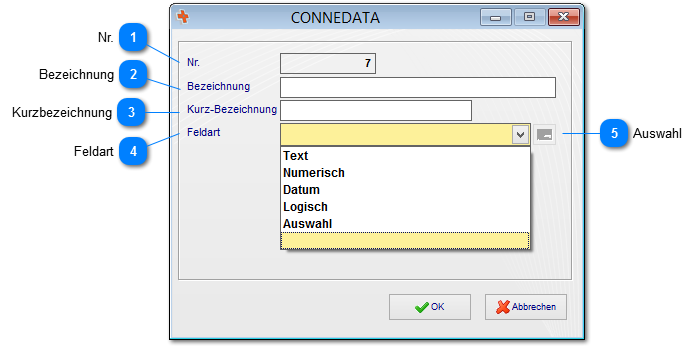 CONNEDATA
Nr. 1
Nr. 7
Bezeichnung 2
Bezeichnung
Kurzbezeichnung 3
Kurz-Bezeichnung
Feldart 4
Feldart
5 Auswahl
Text
Numerisch
Datum
Logisch
Auswahl
OK Abbrechen